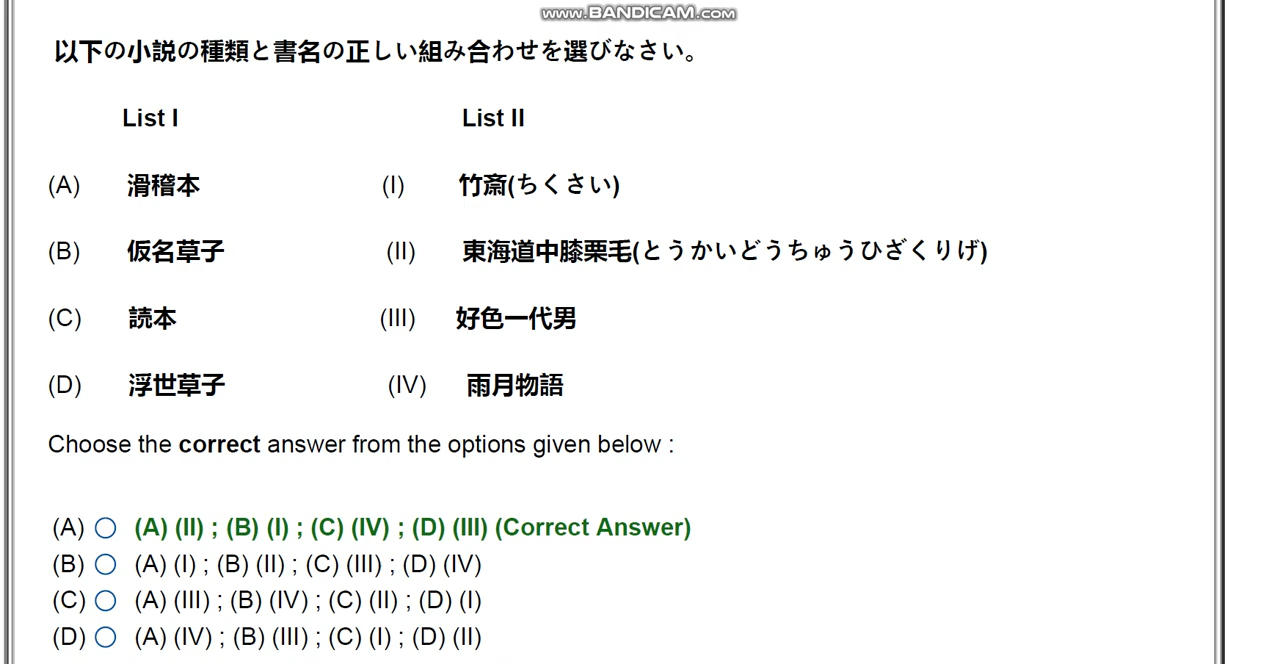 www.BANDICAM.com
以下の小説の種類と書名の正しい組み合わせを選びなさい。
List I List II
(A) 滑稽本 (I) 竹斎(ちくさい)
(B) 仮名草子 (II) 東海道中膝栗毛(とうかいどうちゅうひざくりげ)
(C) 読本 (III) 好色一代男
(D) 浮世草子 (IV) 雨月物語
Choose the correct answer from the options given below :
(A) (A) (II) ; (B) (I) ; (C) (IV) ; (D) (III) (Correct Answer)
(B) (A) (I) ; (B) (II) ; (C) (III) ; (D) (IV)
(C) (A) (III) ; (B) (IV) ; (C) (II) ; (D) (I)
(D) (A) (IV) ; (B) (III) ; (C) (I) ; (D) (II)